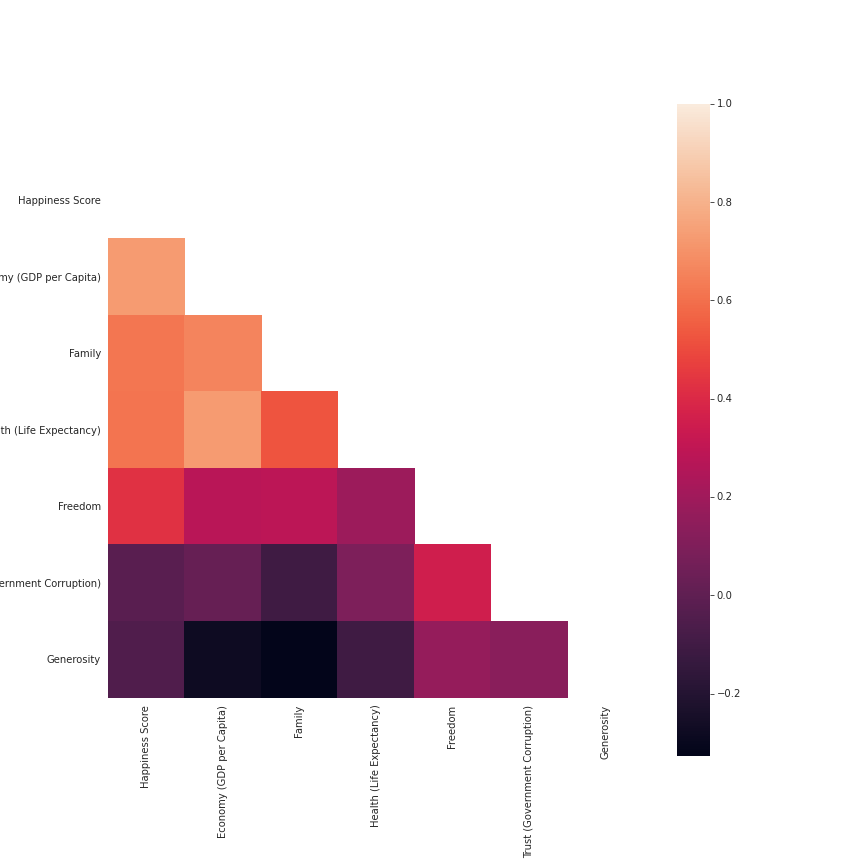 Happiness Score
my (GDP per Capita)
Family
th (Life Expectancy)
Freedom
ernment Corruption)
Generosity
Happiness Score
Economy (GDP per Capita)
Family
Health (Life Expectancy)
Freedom
Trust (Government Corruption)
Generosity
1.0
0.8
0.6
0.4
0.2
0.0
−0.2